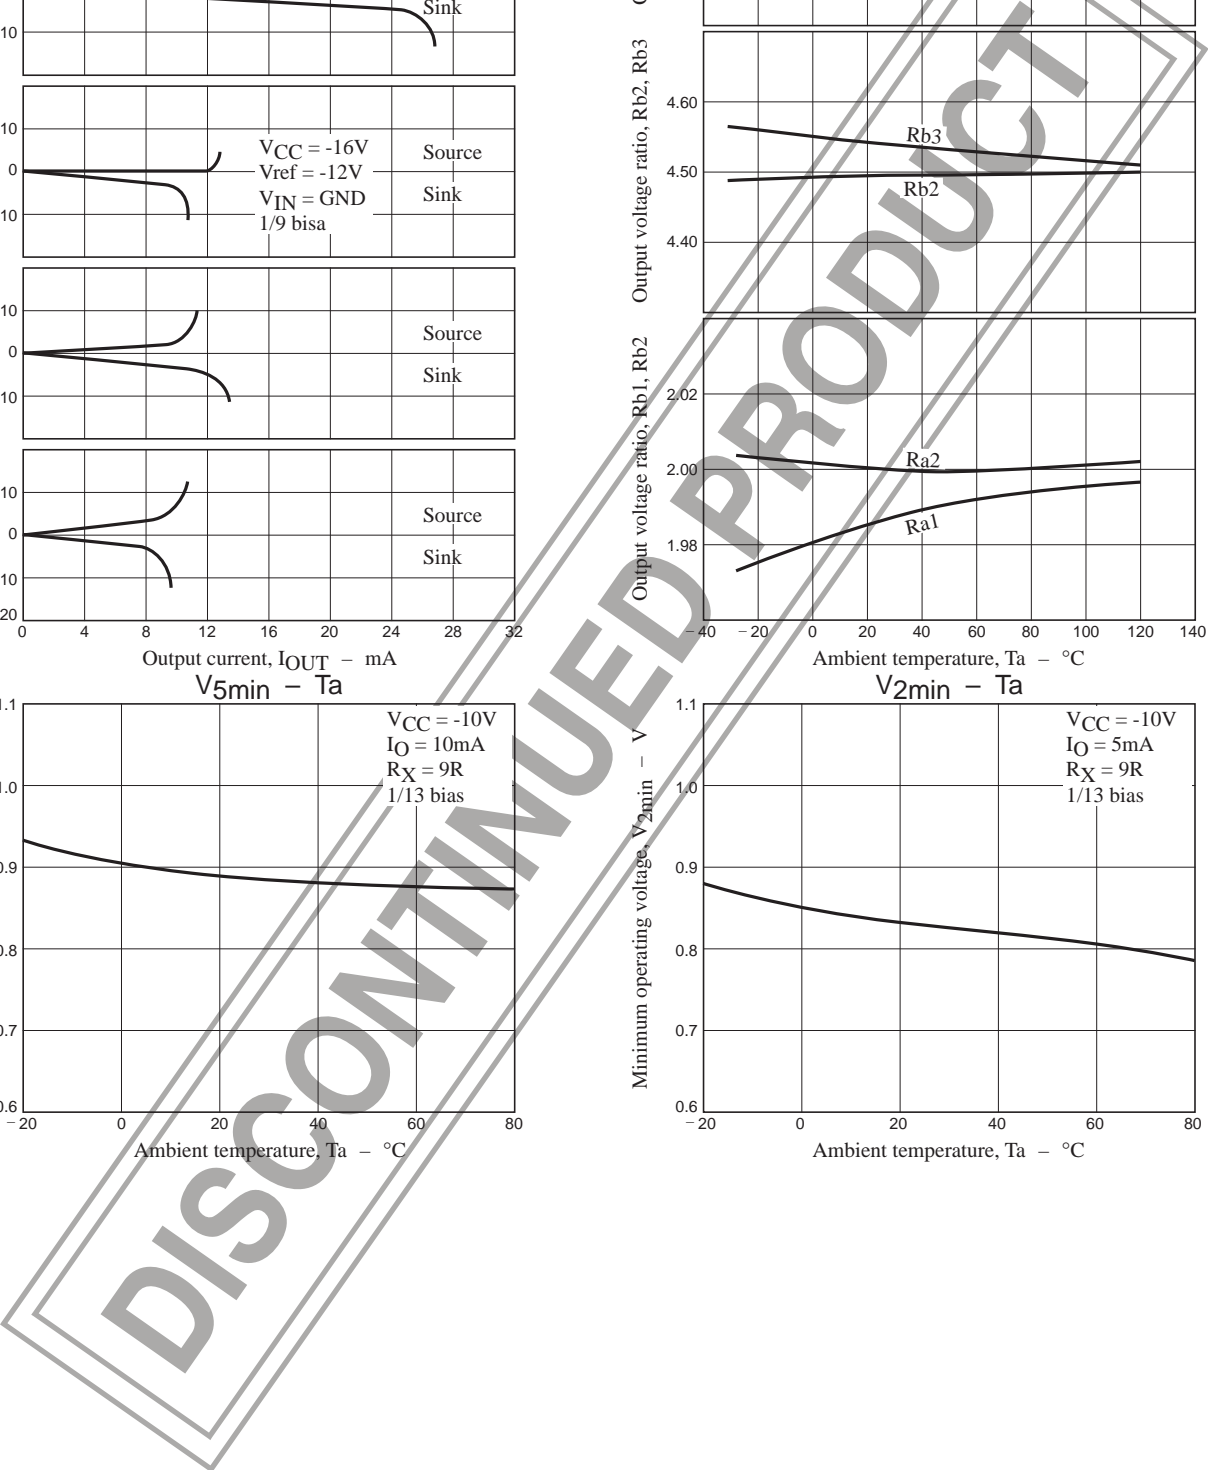 Sink
10
10
0
10
VCC = -16V
Vref = -12V
VIN = GND
1/9 bisa
Source
Sink
10
0
10
Source
Sink
10
0
10
20
Source
Sink
0 4 8 12 16 20 24 28 32
Output current, IOUT – mA
Output voltage ratio, Rb2, Rb3
4.60
4.50
4.40
Rb3
Rb2
Output voltage ratio, Rb1, Rb2
2.02
2.00
1.98
Ra2
Ra1
−40 −20 0 20 40 60 80 100 120 140
Ambient temperature, Ta – °C
V5min – Ta
1.1
1.0
0.9
0.8
0.7
0.6
VCC = -10V
IO = 10mA
RX = 9R
1/13 bias
−20 0 20 40 60 80
Ambient temperature, Ta – °C
V2min – Ta
Minimum operating voltage, V2min – V
1.1
1.0
0.9
0.8
0.7
0.6
VCC = -10V
IO = 5mA
RX = 9R
1/13 bias
−20 0 20 40 60 80
Ambient temperature, Ta – °C
DISCONTINUED PRODUCT